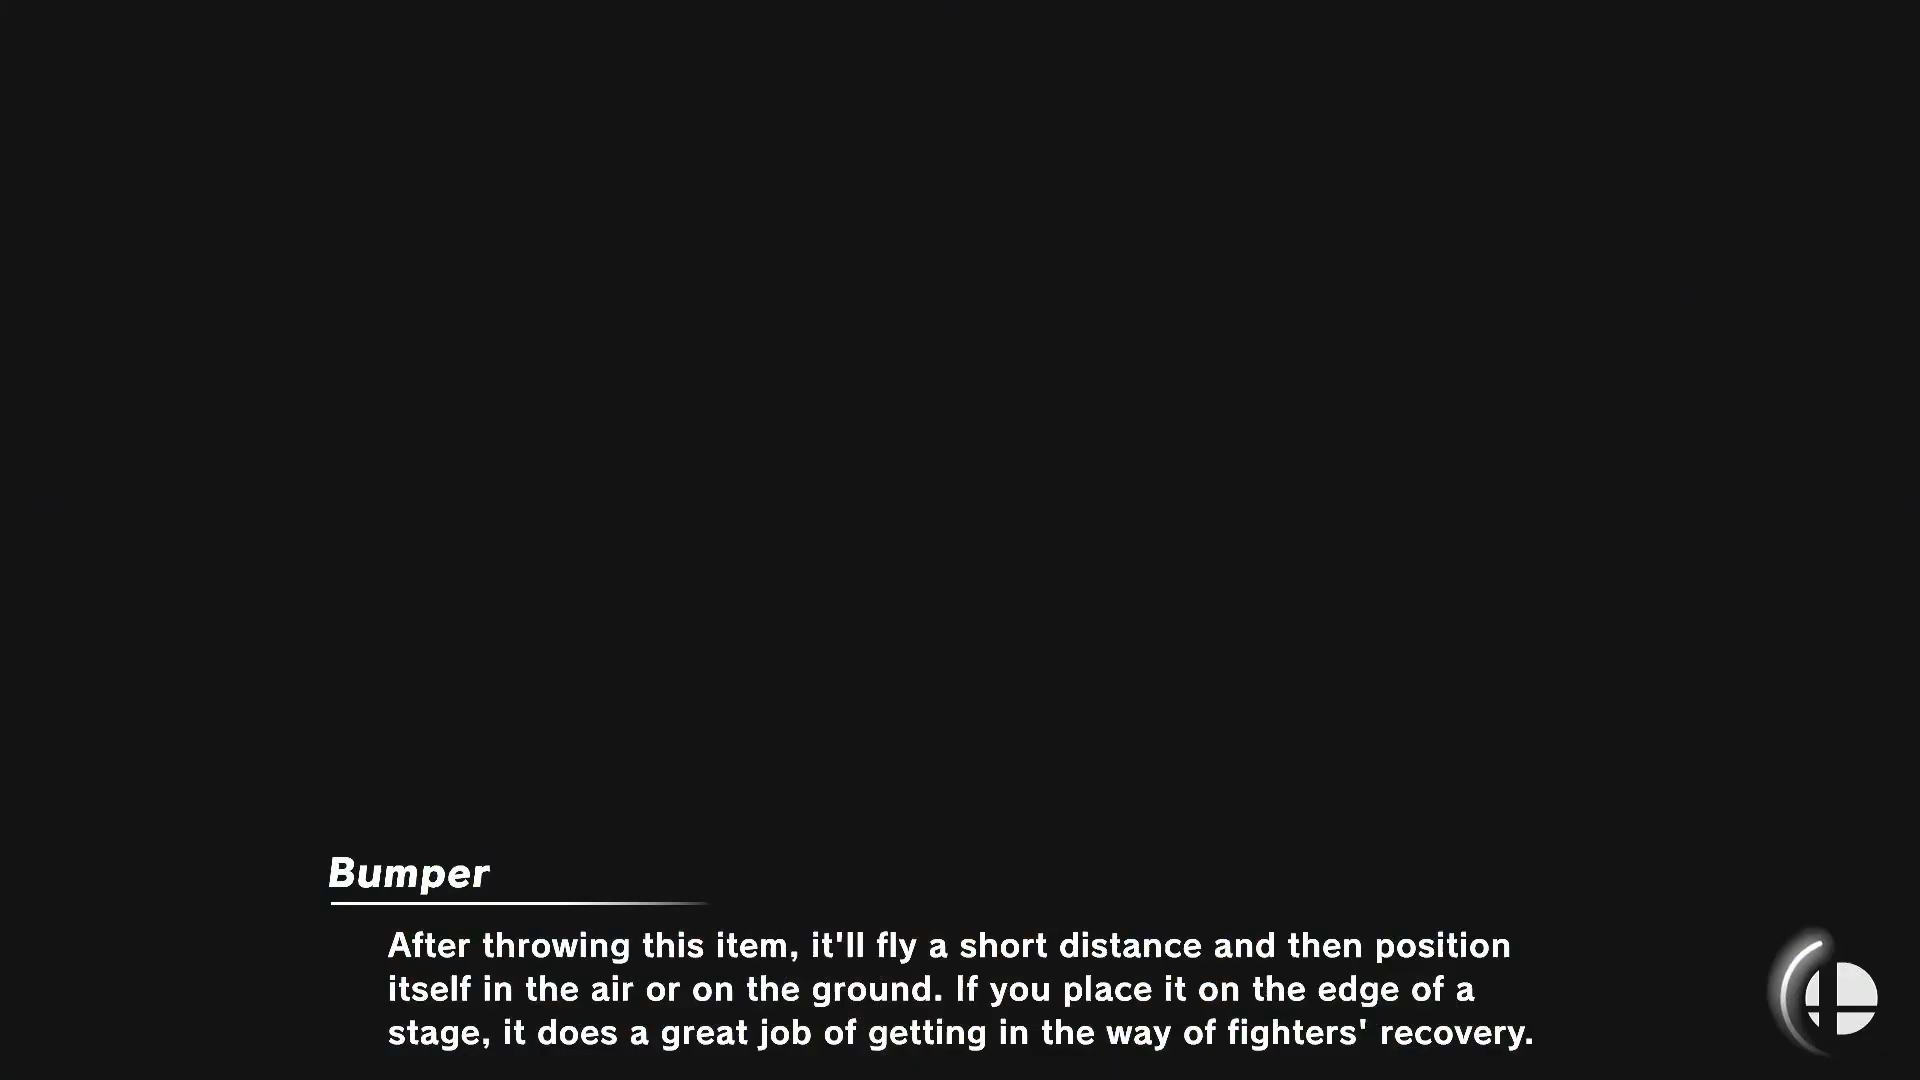 Bumper
After throwing this item, it'll fly a short distance and then position
itself in the air or on the ground. If you place it on the edge of a
stage, it does a great job of getting in the way of fighters' recovery.